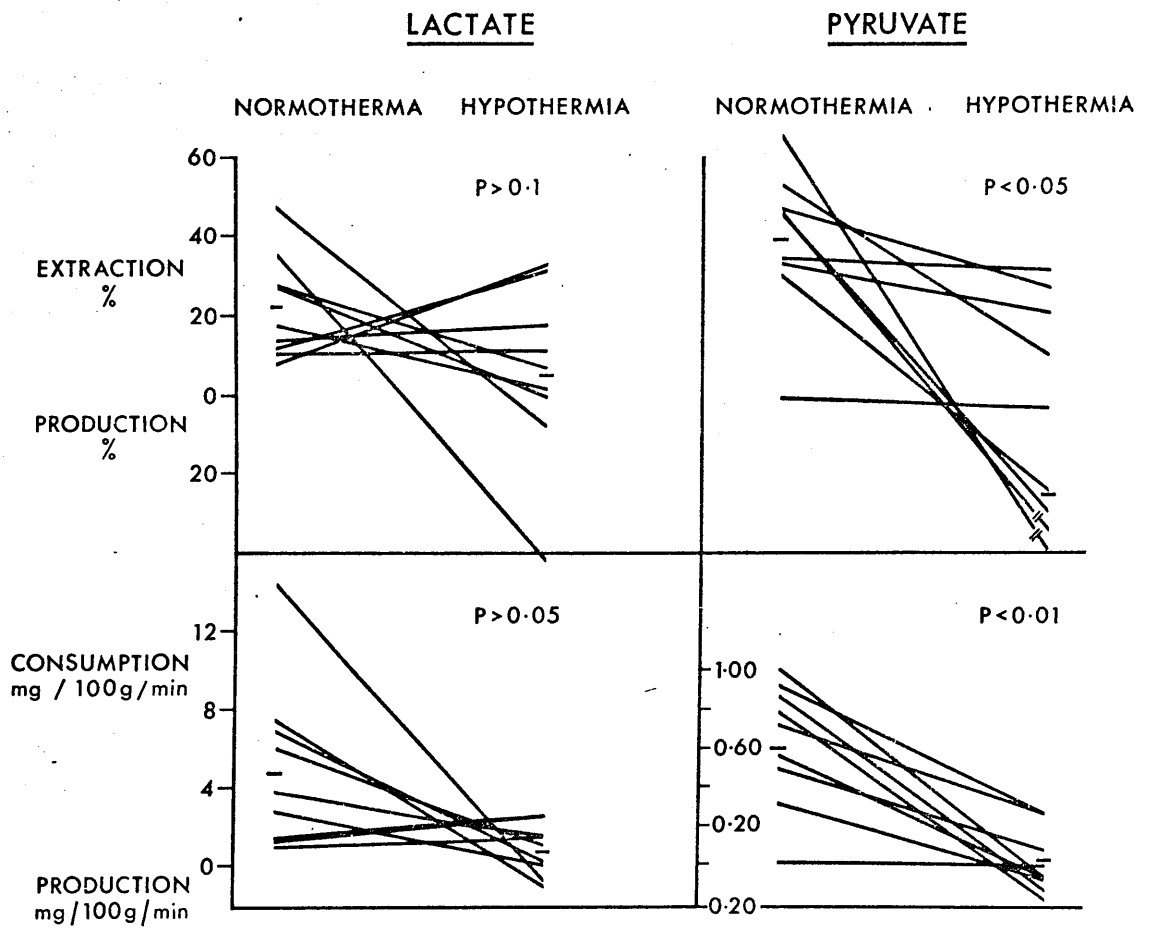 LACTATE PYRUVATE
NORMOTHERMA HYPOTHERMIA NORMOTHERMIA HYPOTHERMIA
60
P>0·1 P<0·05
40
EXTRACTION
%
20
0
PRODUCTION
%
20
P>0·05 P<0·01
12
CONSUMPTION
mg / 100g/min
1·00
8
0·60
4
0·20
0
PRODUCTION
mg/100g/min
0·20